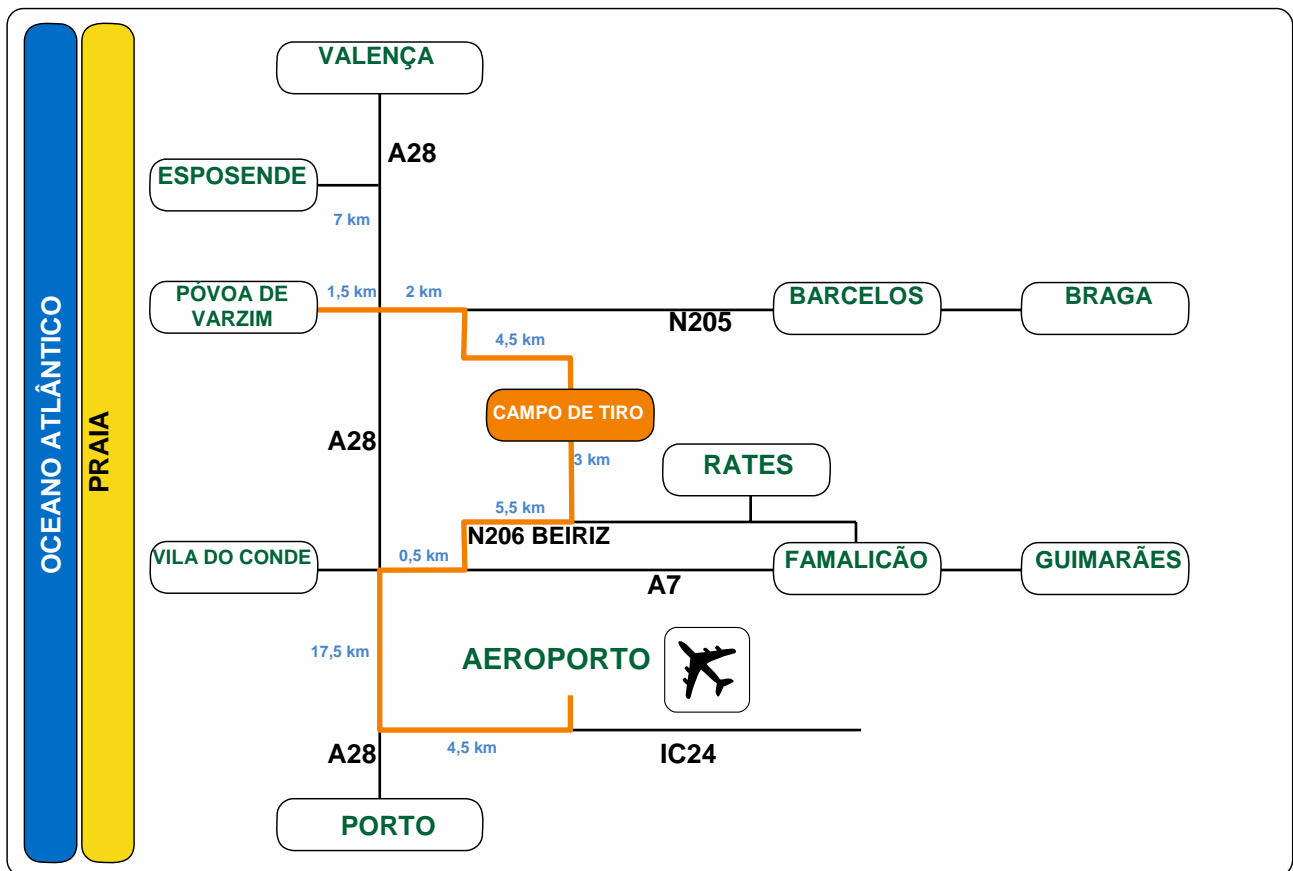 VALENÇA
A28
ESPOSENDE
7 km
PÓVOA DE
VARZIM
1,5 km
2 km
BARCELOS
BRAGA
N205
4,5 km
CAMPO DE TIRO
A28
3 km
RATES
5,5 km
N206 BEIRIZ
VILA DO CONDE
0,5 km
FAMALICÃO
GUIMARÃES
A7
17,5 km
AEROPORTO
4,5 km
A28
IC24
PORTO
OCEANO ATLÂNTICO
PRAIA